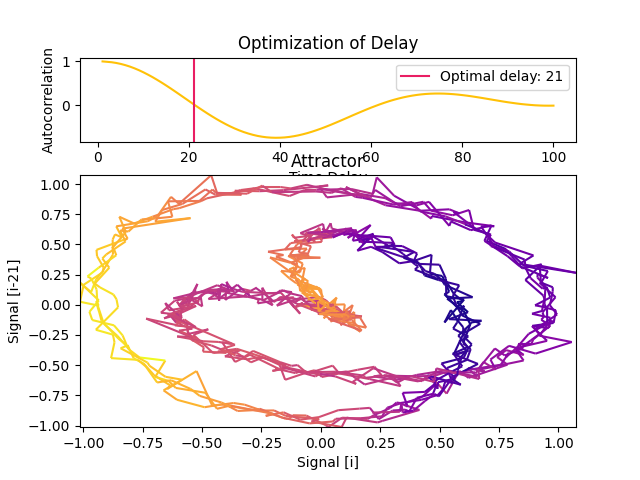 Optimization of Delay
Autocorrelation
1
0
Optimal delay: 21
0 20 40 60 80 100
Attractor
Signal [i-21]
1.00
0.75
0.50
0.25
0.00
−0.25
−0.50
−0.75
−1.00
−1.00 −0.75 −0.50 −0.25 0.00 0.25 0.50 0.75 1.00
Signal [i]